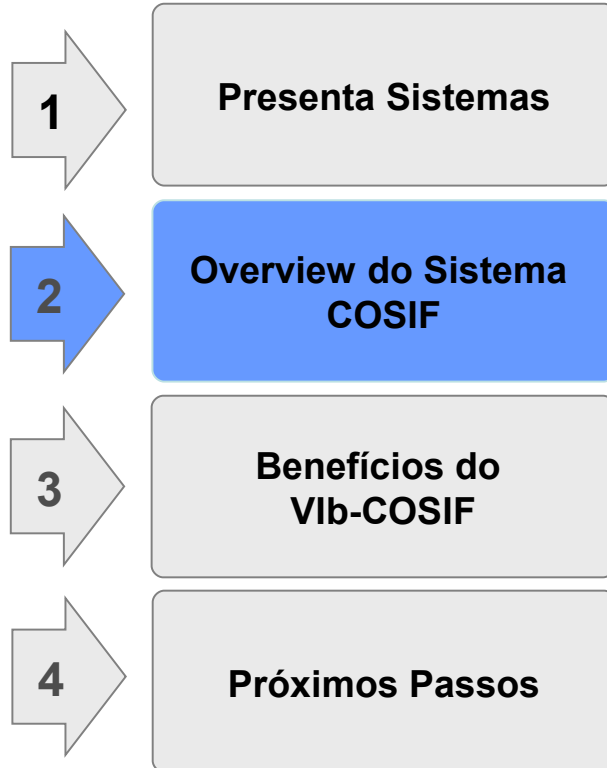 1
Presenta Sistemas
2
Overview do Sistema
COSIF
3
Benefícios do
VIb-COSIF
4
Próximos Passos